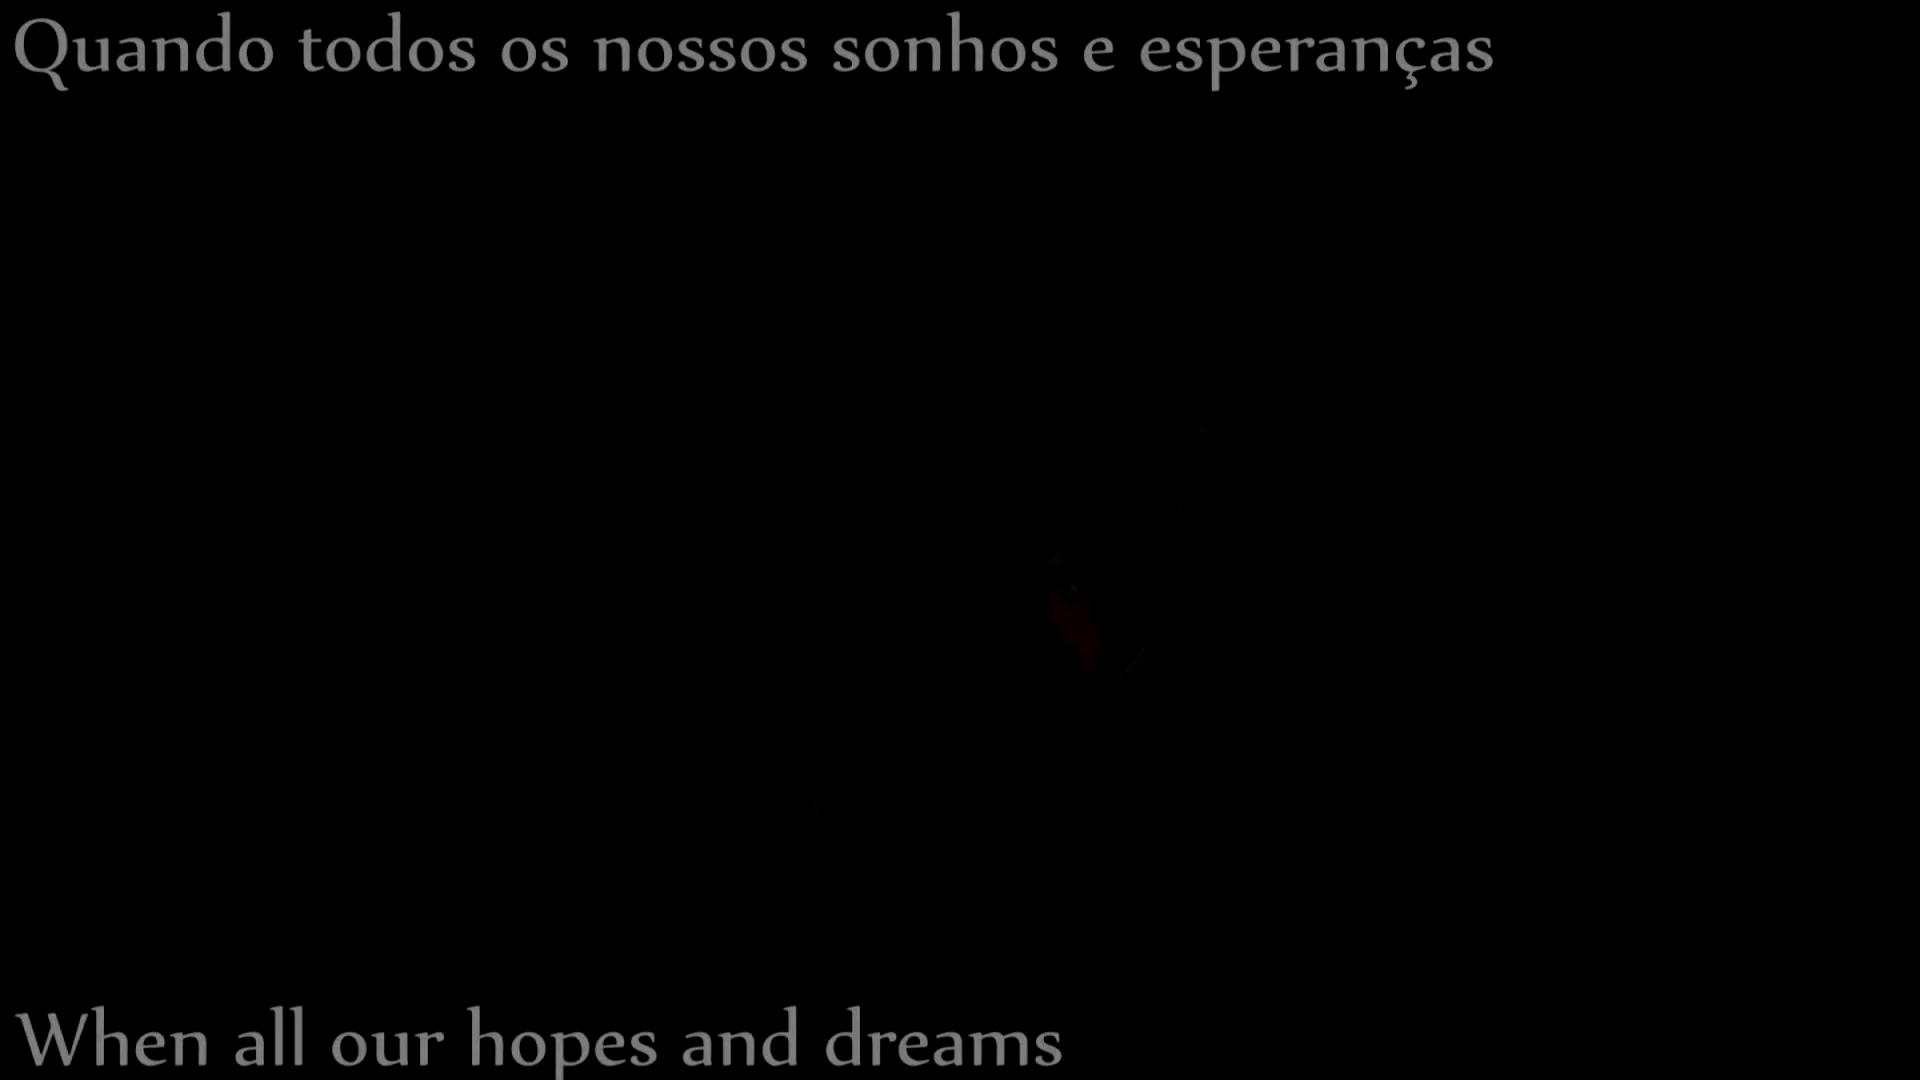 Quando todos os nossos sonhos e esperanças
When all our hopes and dreams